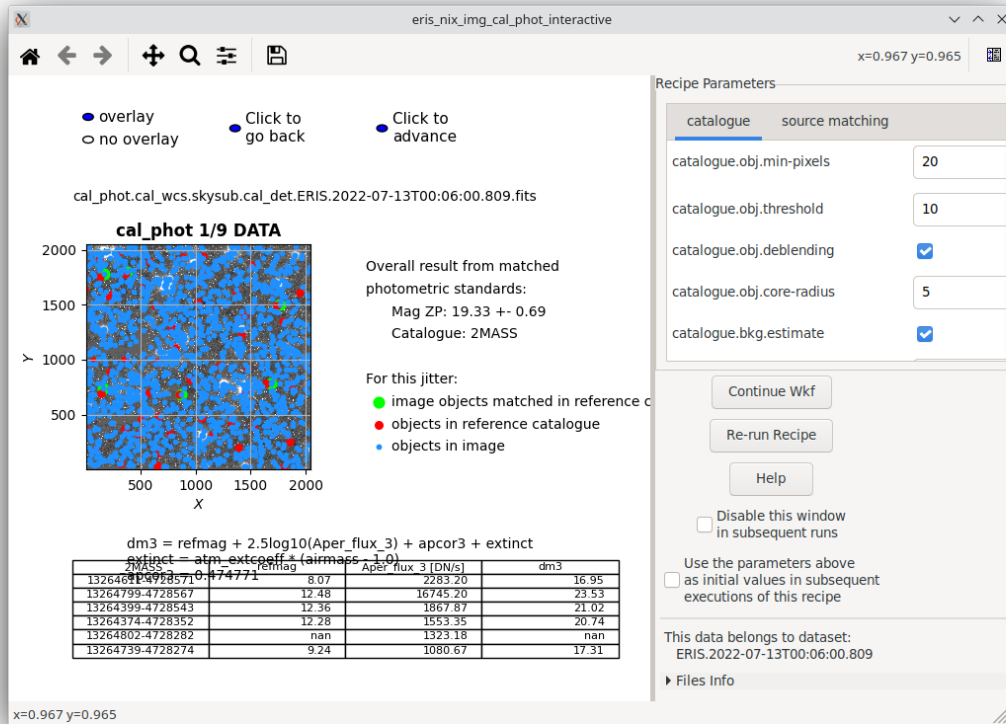 eris_nix_img_cal_phot_interactive
x=0.967 y=0.965
Recipe Parameters
overlay
no overlay
Click to
go back
Click to
advance
catalogue
source matching
catalogue.obj.min-pixels
20
catalogue.obj.threshold
10
catalogue.obj.deblending
catalogue.obj.core-radius
5
catalogue.bkg.estimate
cal_phot.cal_wcs.skysub.cal_det.ERIS.2022-07-13T00:06:00.809.fits
cal_phot 1/9 DATA
2000
1500
1000
500
Y
500 1000 1500 2000
X
Overall result from matched
photometric standards:
Mag ZP: 19.33 +- 0.69
Catalogue: 2MASS
For this jitter:
image objects matched in reference c
objects in reference catalogue
objects in image
Continue Wkf
Re-run Recipe
Help
Disable this window
in subsequent runs
Use the parameters above
as initial values in subsequent
executions of this recipe
This data belongs to dataset:
ERIS.2022-07-13T00:06:00.809
Files Info
dm3 = refmag + 2.5log10(Aper_flux_3) + apcor3 + extinct
extinct = atm_extcoeff * (airmass - 1.0)
apcor3 = 0.474771
2MASS refmag Aper_flux_3 [DN/s] dm3
8.07 2283.20 16.95
13264799-4728567 12.48 16745.20 23.53
13264399-4728543 12.36 1867.87 21.02
13264374-4728352 12.28 1553.35 20.74
13264802-4728282 nan 1323.18 nan
13264739-4728274 9.24 1080.67 17.31
x=0.967 y=0.965